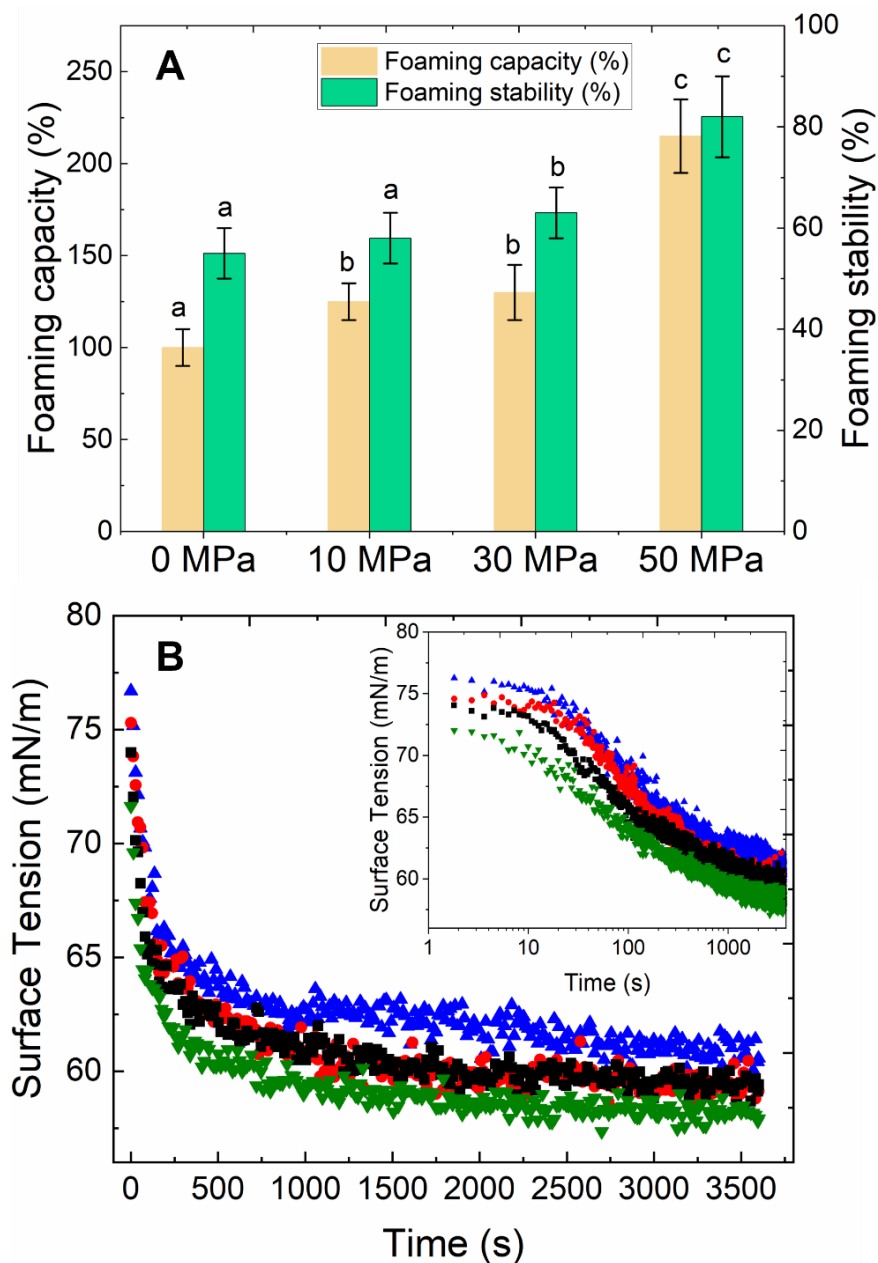 A
Foaming capacity (%)
Foaming stability (%)
Foaming capacity (%)
0
50
100
150
200
250
Foaming stability (%)
0
20
40
60
80
100
a
a
b
a
b
b
c
c
0 MPa
10 MPa
30 MPa
50 MPa
B
Surface Tension (mN/m)
80
75
70
65
60
0
500
1000
1500
2000
2500
3000
3500
Time (s)
Surface Tension (mN/m)
80
75
70
65
60
1
10
100
1000
Time (s)